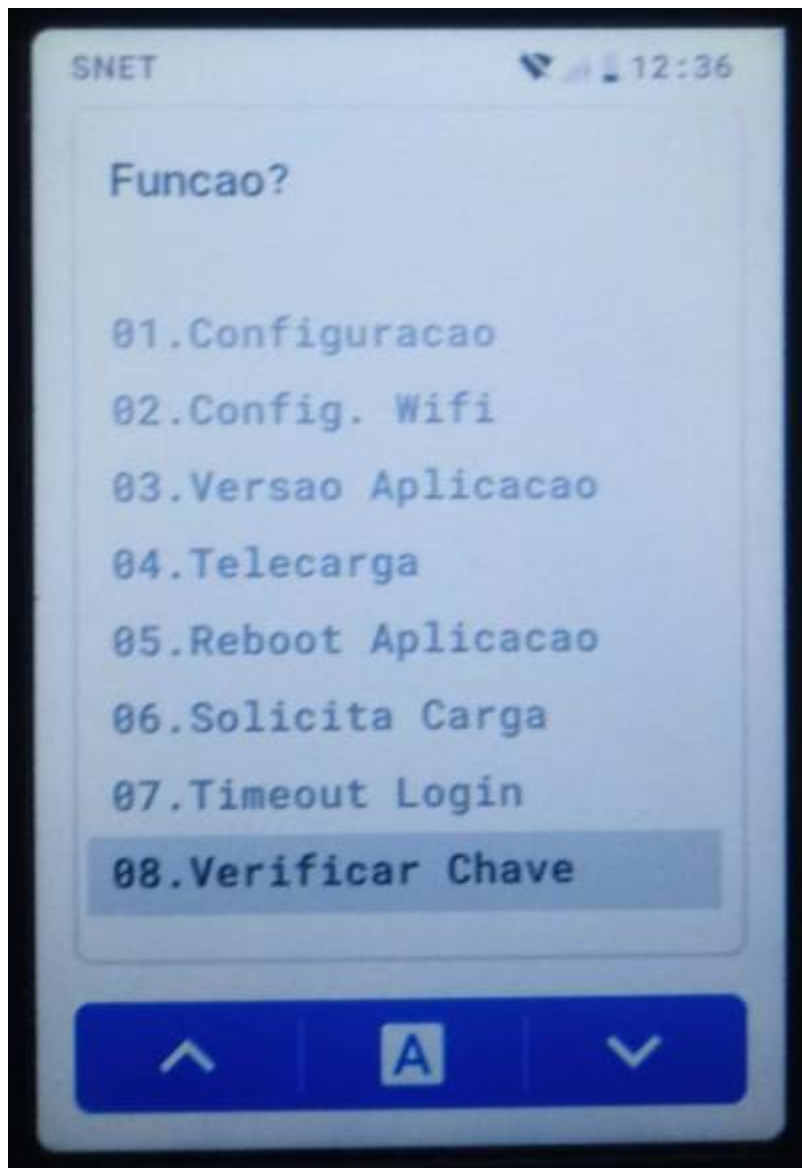 SNET 12:36
Funcao?
01.Configuracao
02.Config. Wifi
03.Versao Aplicacao
04.Telecarga
05.Reboot Aplicacao
06.Solicita Carga
07.Timeout Login
08.Verificar Chave
A